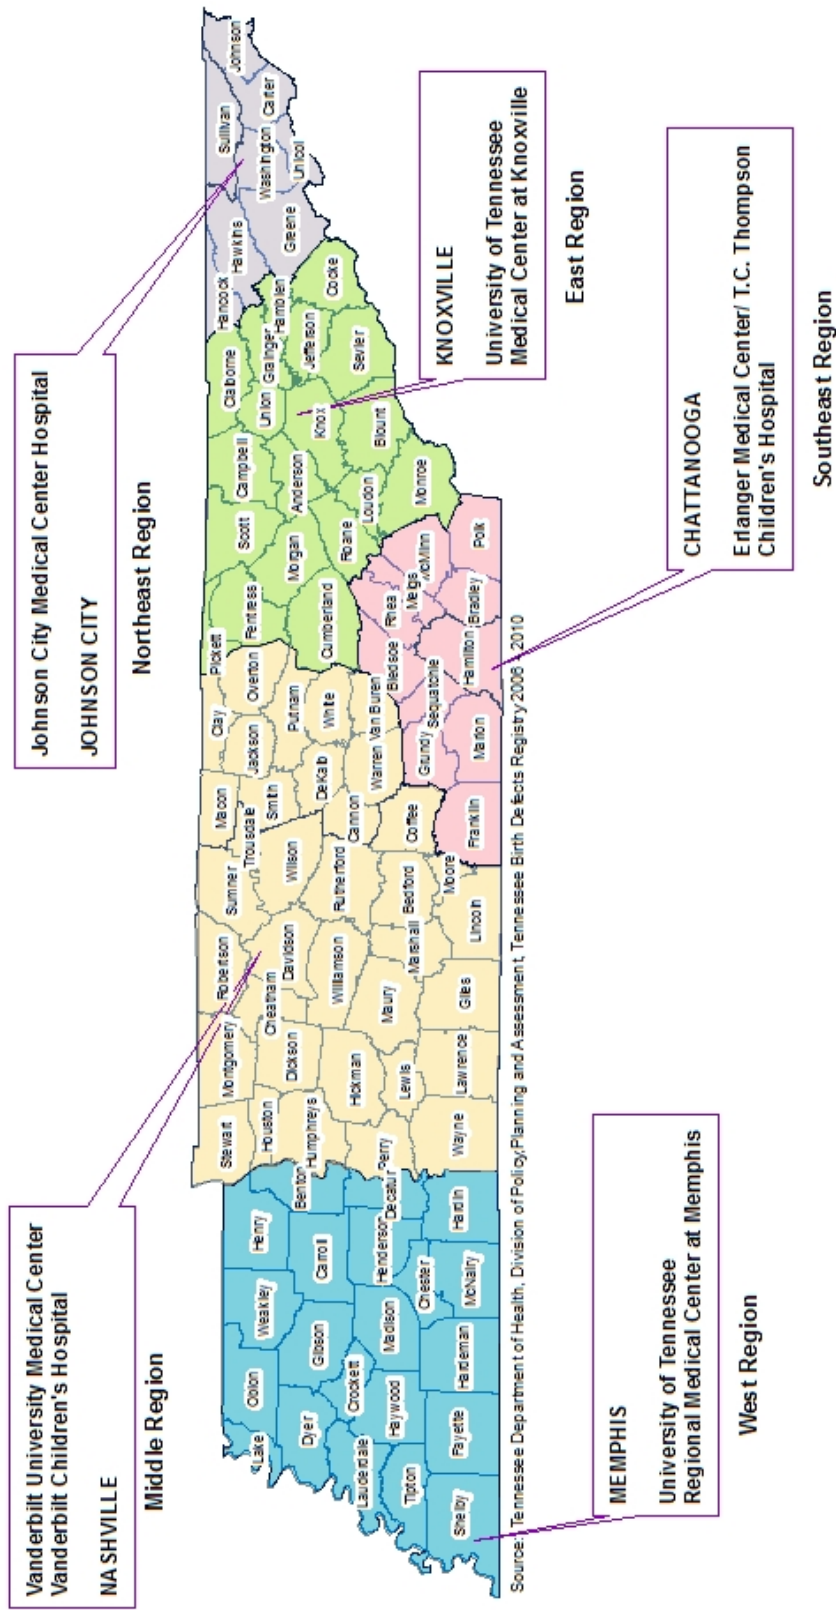 Vanderbilt University Medical Center
Vanderbilt Children's Hospital
NASHVILLE
Middle Region
Johnson City Medical Center Hospital
JOHNSON CITY
Northeast Region
Lake
Obion
Weakley
Henry
Dyer
Gibson
Carroll
Benton
Lauderdale
Crockett
Tipton
Haywood
Madison
Henderson
Decatur
Chester
Shelby
Fayette
Hardeman
McNairy
Hardin
Stewart
Montgomery
Robertson
Sumner
Macon
Clay
Pickett
Houston
Humphreys
Dickson
Cheatham
Davidson
Trousdale
Wilson
Smith
Jackson
Overton
Putnam
DeKalb
White
Perry
Hickman
Williamson
Rutherford
Cannon
Warren
Van Buren
Lewis
Maury
Marshall
Bedford
Coffee
Moore
Wayne
Lawrence
Giles
Lincoln
Franklin
Grundy
Sequatchie
Bledsoe
Marion
Hamilton
Rhea
Meigs
McMinn
Bradley
Polk
Fentress
Scott
Campbell
Claiborne
Cumberland
Morgan
Anderson
Union
Grainger
Hamblen
Roane
Loudon
Knox
Jefferson
Cocke
Monroe
Blount
Sevier
Hancock
Hawkins
Sullivan
Johnson
Greene
Washington
Carter
Unicoi
Source: Tennessee Department of Health, Division of Policy, Planning and Assessment, Tennessee Birth Defects Registry 2006 - 2010
MEMPHIS
University of Tennessee
Regional Medical Center at Memphis
West Region
CHATTANOOGA
Erlanger Medical Center/ T.C. Thompson
Children's Hospital
Southeast Region
KNOXVILLE
University of Tennessee
Medical Center at Knoxville
East Region